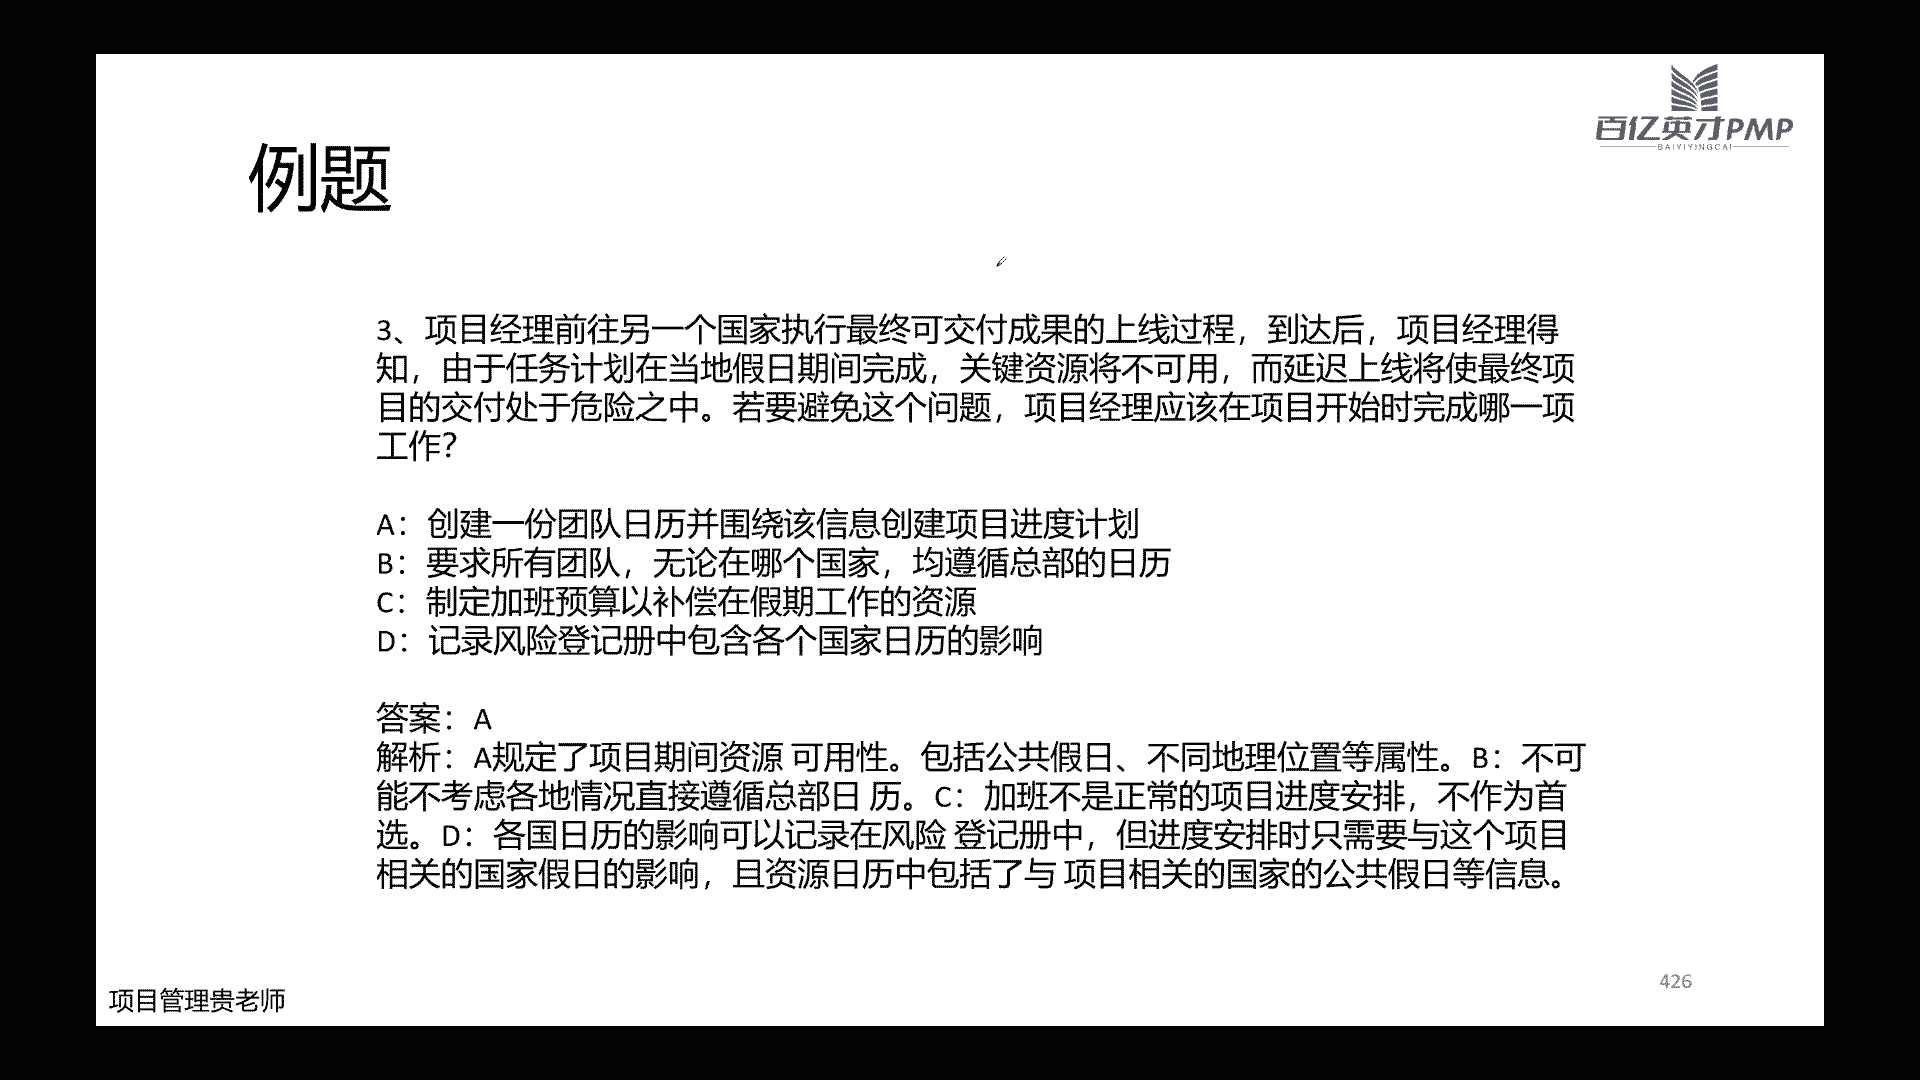 百亿英才PMP
BAIYIYINGCAI
例题
3、项目经理前往另一个国家执行最终可交付成果的上线过程，到达后，项目经理得
知，由于任务计划在当地假日期间完成，关键资源将不可用，而延迟上线将使最终项
目的交付处于危险之中。若要避免这个问题，项目经理应该在项目开始时完成哪一项
工作？
A：创建一份团队日历并围绕该信息创建项目进度计划
B：要求所有团队，无论在哪个国家，均遵循总部的日历
C：制定加班预算以补偿在假期工作的资源
D：记录风险登记册中包含各个国家日历的影响
答案：A
解析：A规定了项目期间资源 可用性。包括公共假日、不同地理位置等属性。B：不可
能不考虑各地情况直接遵循总部日 历。C：加班不是正常的项目进度安排，不作为首
选。D：各国日历的影响可以记录在风险 登记册中，但进度安排时只需要与这个项目
相关的国家假日的影响，且资源日历中包括了与 项目相关的国家的公共假日等信息。
426
项目管理贵老师